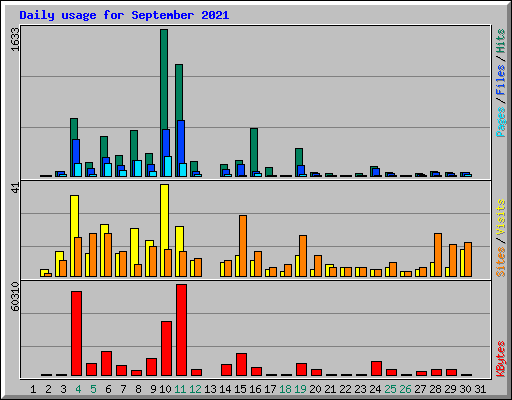 Daily usage for September 2021
1633
Pages / Files / Hits
41
Sites / Visits
60310
KBytes
1 2 3 4 5 6 7 8 9 10 11 12 13 14 15 16 17 18 19 20 21 22 23 24 25 26 27 28 29 30 31